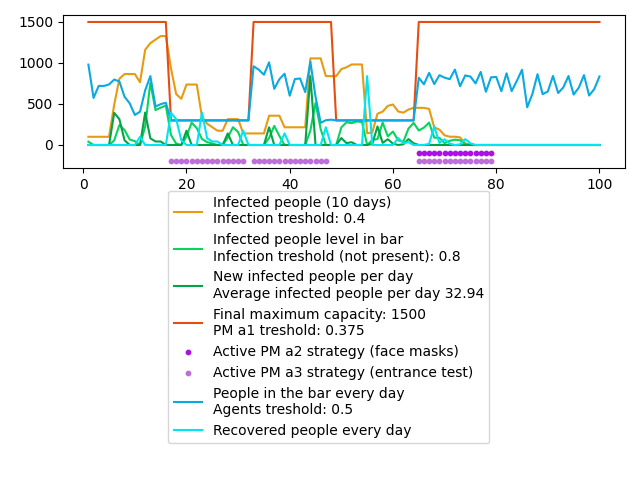 1500
1000
500
0
0
20
40
60
80
100
Infected people (10 days)
Infection treshold: 0.4
Infected people level in bar
Infection treshold (not present): 0.8
New infected people per day
Average infected people per day 32.94
Final maximum capacity: 1500
PM a1 treshold: 0.375
Active PM a2 strategy (face masks)
Active PM a3 strategy (entrance test)
People in the bar every day
Agents treshold: 0.5
Recovered people every day